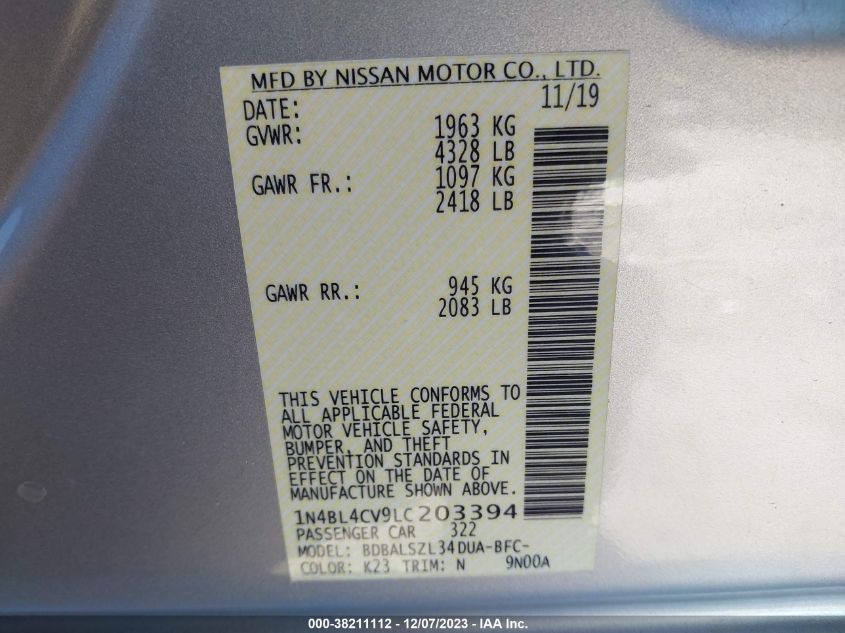 MFD BY NISSAN MOTOR CO., LTD.
DATE: 11/19
GVWR: 1963 KG
4328 LB
GAWR FR.: 1097 KG
2418 LB
GAWR RR.: 945 KG
2083 LB
THIS VEHICLE CONFORMS TO
ALL APPLICABLE FEDERAL
MOTOR VEHICLE SAFETY,
BUMPER, AND THEFT
PREVENTION STANDARDS IN
EFFECT ON THE DATE OF
MANUFACTURE SHOWN ABOVE.
1N4BL4CV9LC203394
PASSENGER CAR 322
MODEL: BDBALSZL34DUA-BFC-
COLOR: K23 TRIM: N 9N00A
000-38211112 - 12/07/2023 - IAA Inc.